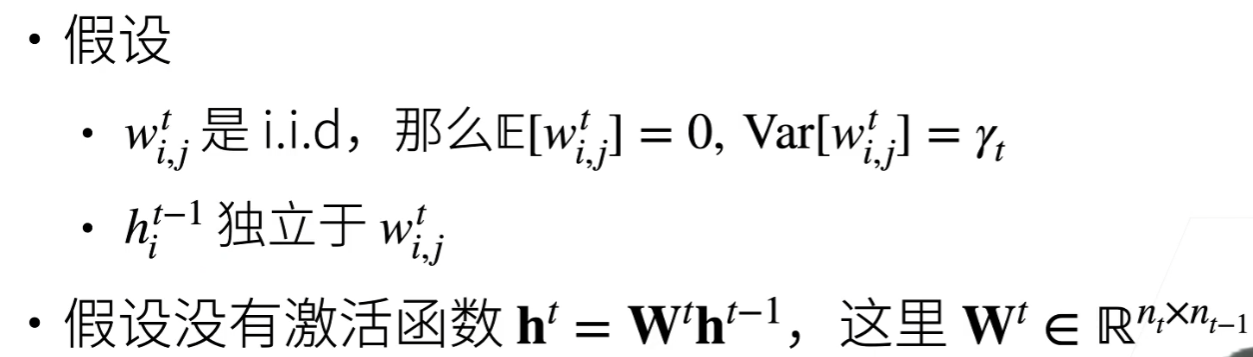 • 假设
• $w_{i,j}^{t}$ 是 i.i.d，那么$\mathbb{E}[w_{i,j}^{t}] = 0, \mathrm{Var}[w_{i,j}^{t}] = \gamma_t$
• $h_i^{t-1}$ 独立于 $w_{i,j}^{t}$
• 假设没有激活函数 $\mathbf{h}^t = \mathbf{W}^t\mathbf{h}^{t-1}$，这里 $\mathbf{W}^t \in \mathbb{R}^{n_t \times n_{t-1}}$